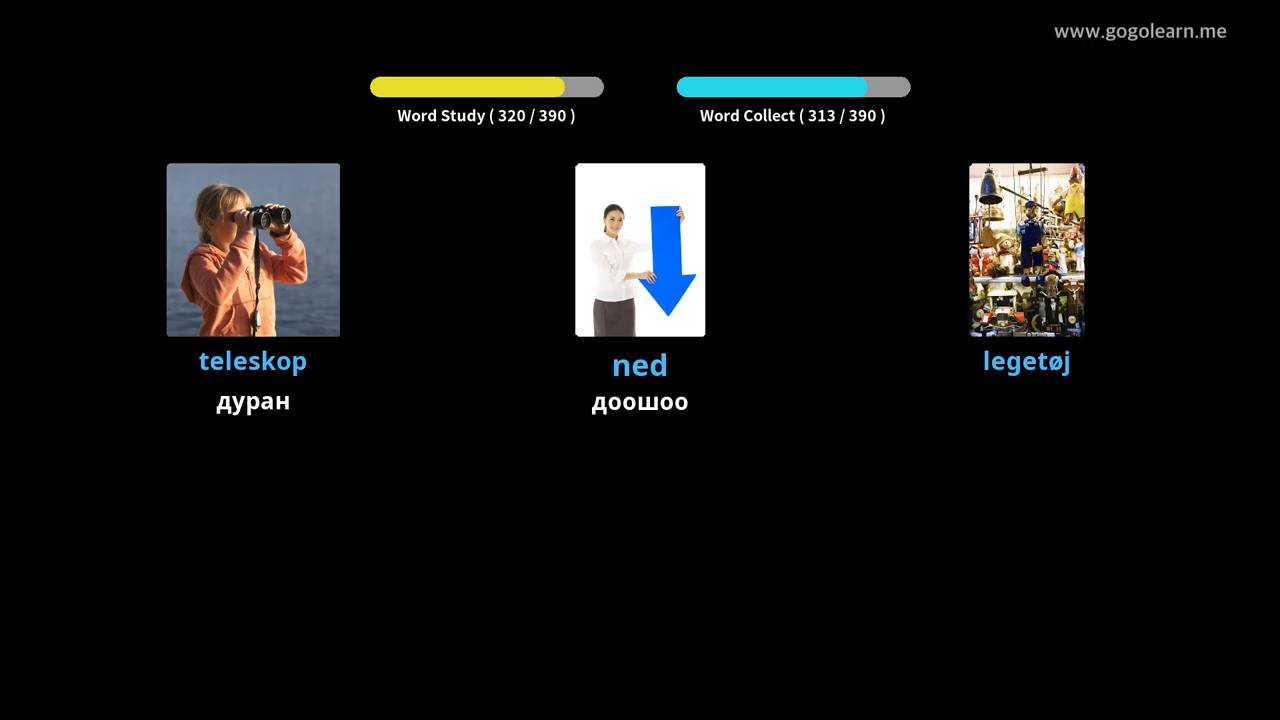 www.gogolearn.me
Word Study ( 320 / 390 )
Word Collect ( 313 / 390 )
teleskop
ned
legetøj
дуран
доошоо